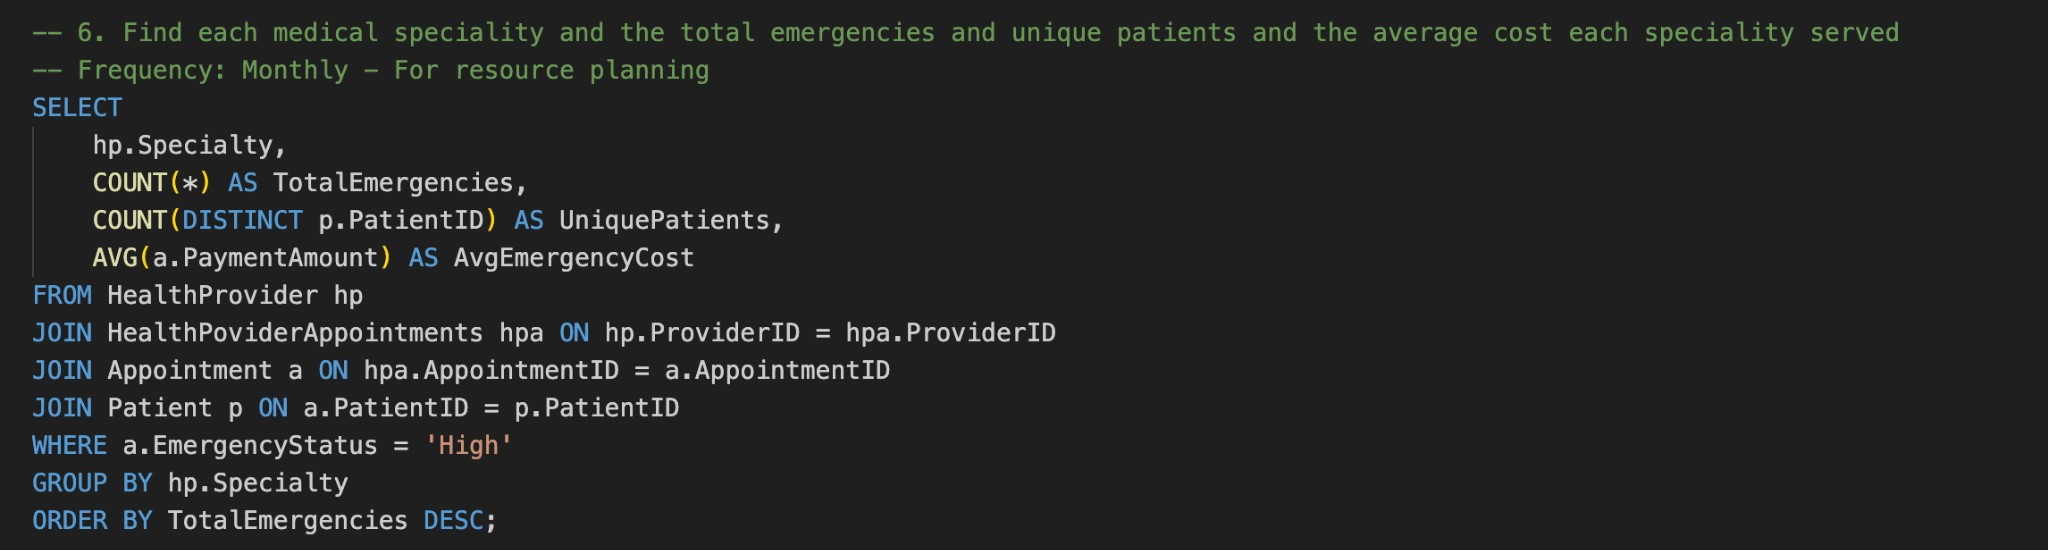 -- 6. Find each medical speciality and the total emergencies and unique patients and the average cost each speciality served
-- Frequency: Monthly - For resource planning
SELECT
    hp.Specialty,
    COUNT(*) AS TotalEmergencies,
    COUNT(DISTINCT p.PatientID) AS UniquePatients,
    AVG(a.PaymentAmount) AS AvgEmergencyCost
FROM HealthProvider hp
JOIN HealthPoviderAppointments hpa ON hp.ProviderID = hpa.ProviderID
JOIN Appointment a ON hpa.AppointmentID = a.AppointmentID
JOIN Patient p ON a.PatientID = p.PatientID
WHERE a.EmergencyStatus = 'High'
GROUP BY hp.Specialty
ORDER BY TotalEmergencies DESC;